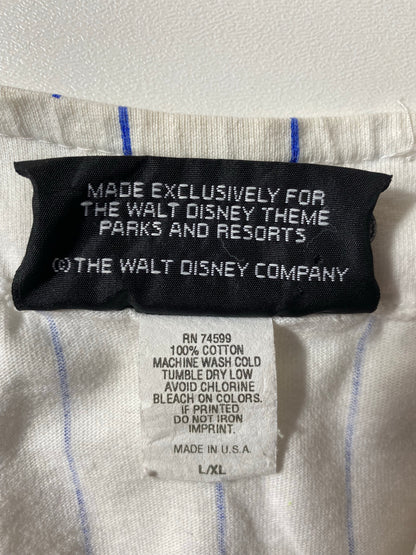 MADE EXCLUSIVELY FOR
THE WALT DISNEY THEME
PARKS AND RESORTS
©THE WALT DISNEY COMPANY
RN 74599
100% COTTON
MACHINE WASH COLD
TUMBLE DRY LOW
AVOID CHLORINE
BLEACH ON COLORS.
IF PRINTED
DO NOT IRON
IMPRINT.
MADE IN U.S.A.
L/XL